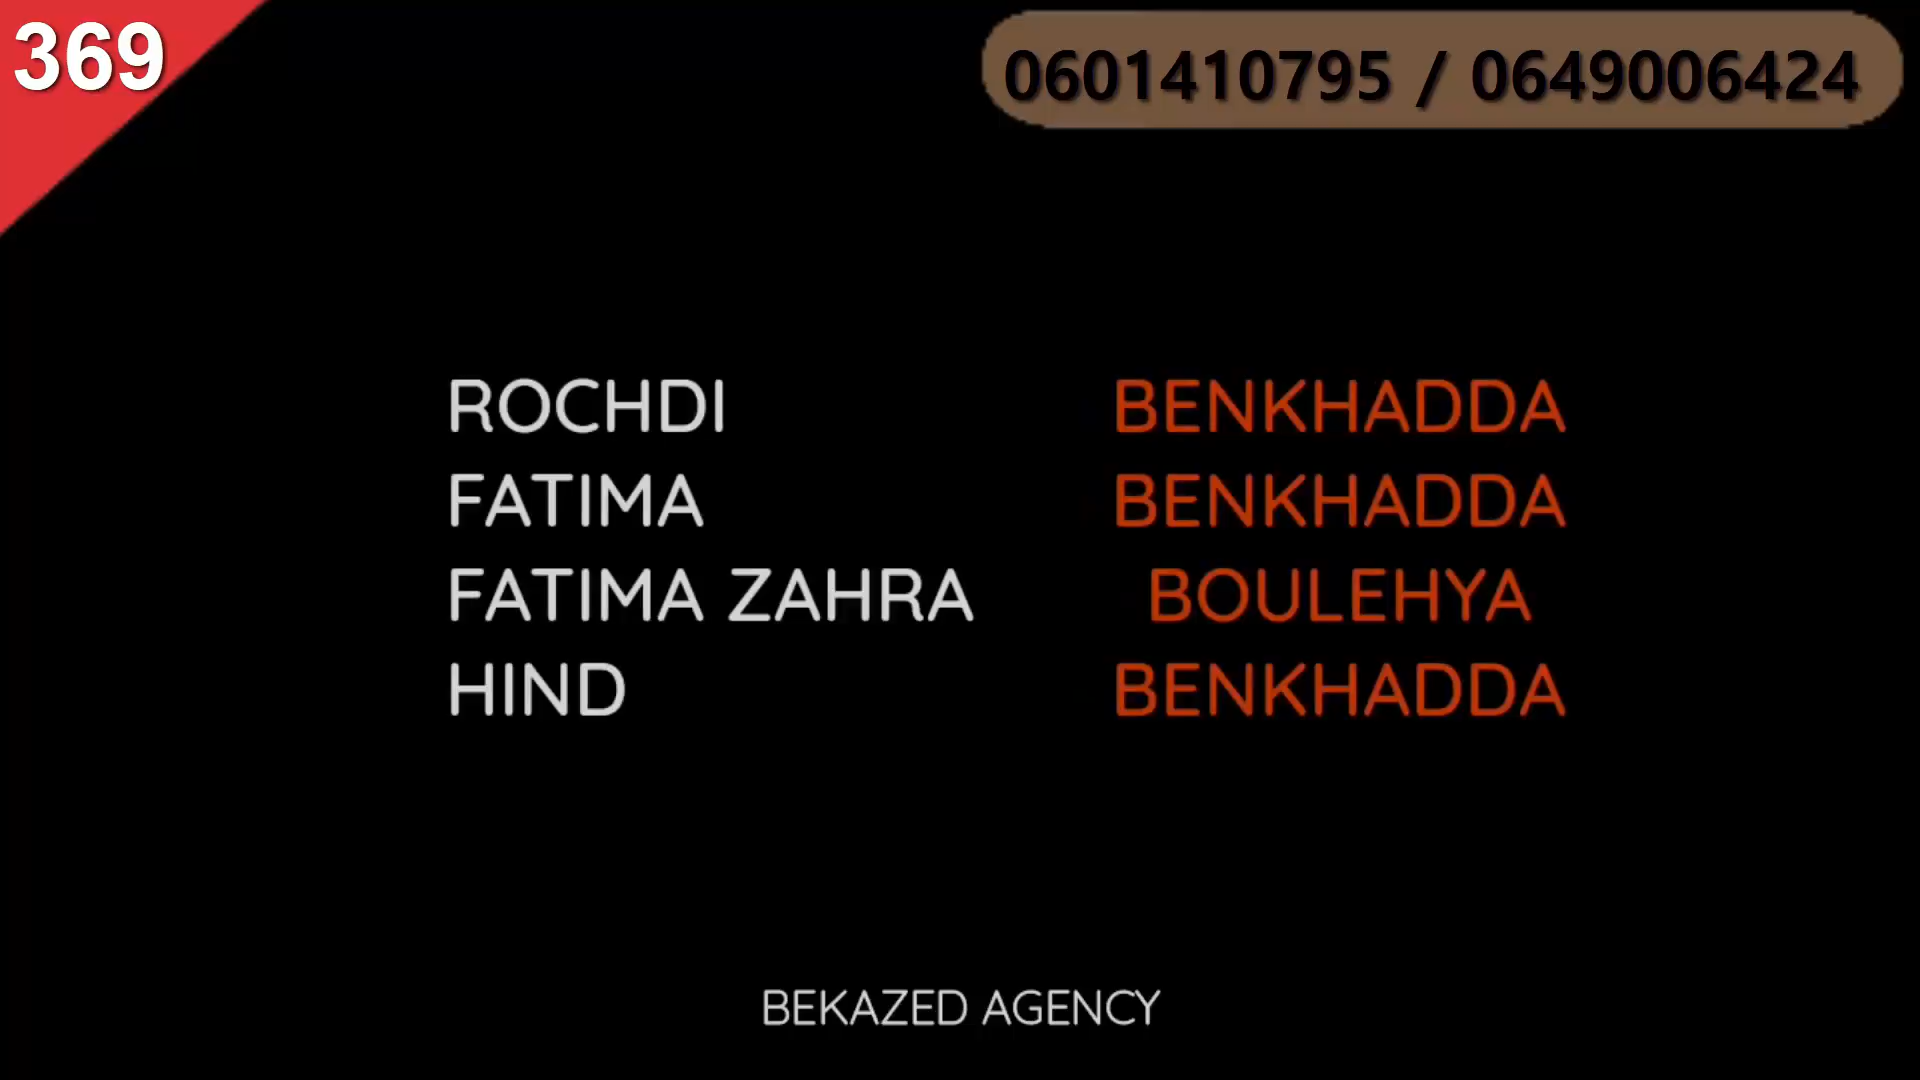 369
0601410795 / 0649006424
ROCHDI BENKHADDA
FATIMA BENKHADDA
FATIMA ZAHRA BOULEHYA
HIND BENKHADDA
BEKAZED AGENCY